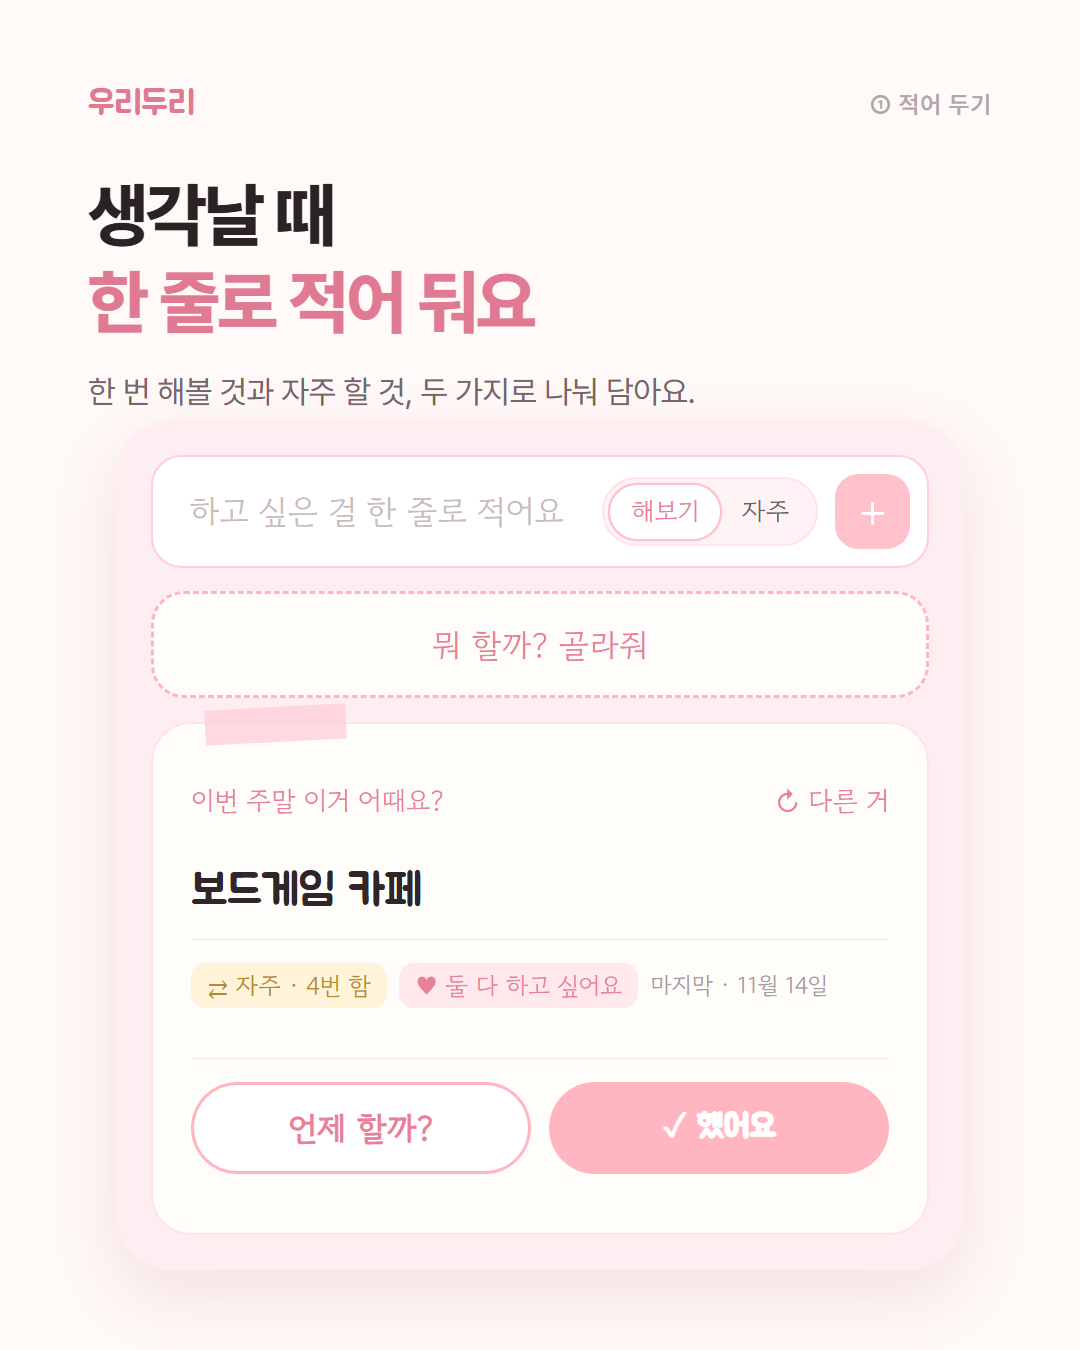 우리두리
① 적어 두기
생각날 때
한 줄로 적어 둬요
한 번 해볼 것과 자주 할 것, 두 가지로 나눠 담아요.
하고 싶은 걸 한 줄로 적어요 해보기 자주 +
뭐 할까? 골라줘
이번 주말 이거 어때요? ↻ 다른 거
보드게임 카페
⇄ 자주 · 4번 함 ♥ 둘 다 하고 싶어요 마지막 · 11월 14일
언제 할까? ✓ 했어요